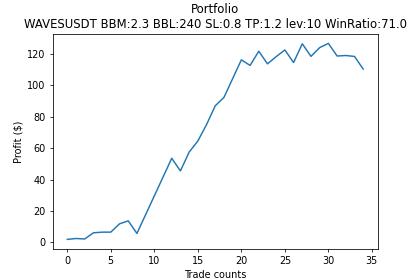 Portfolio
WAVESUSDT BBM:2.3 BBL:240 SL:0.8 TP:1.2 lev:10 WinRatio:71.0
120
100
80
60
40
20
0
Profit ($)
0 5 10 15 20 25 30 35
Trade counts